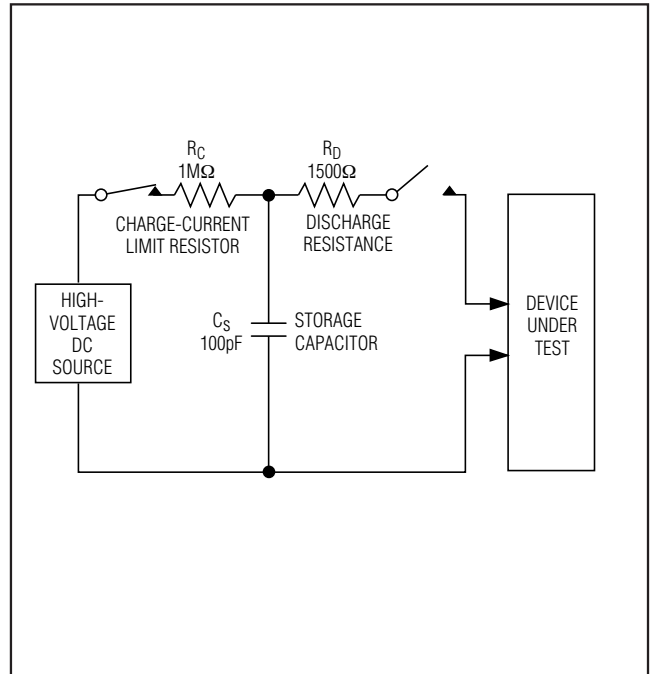 R_C
1MΩ
R_D
1500Ω
CHARGE-CURRENT
LIMIT RESISTOR
DISCHARGE
RESISTANCE
HIGH-
VOLTAGE
DC
SOURCE
C_S
100pF
STORAGE
CAPACITOR
DEVICE
UNDER
TEST